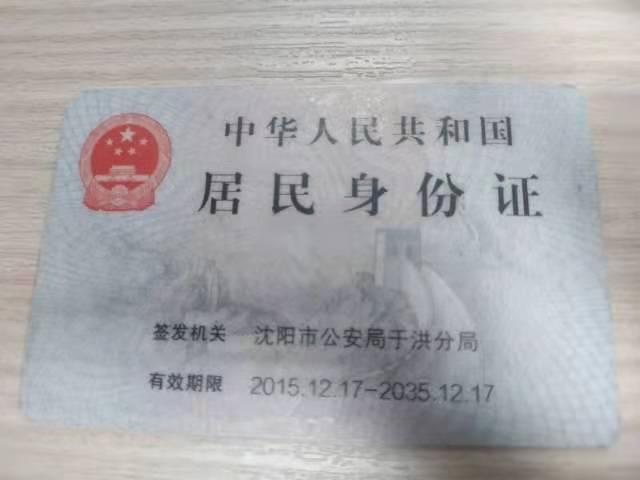 中华人民共和国
居民身份证
签发机关 沈阳市公安局于洪分局
有效期限 2015.12.17-2035.12.17